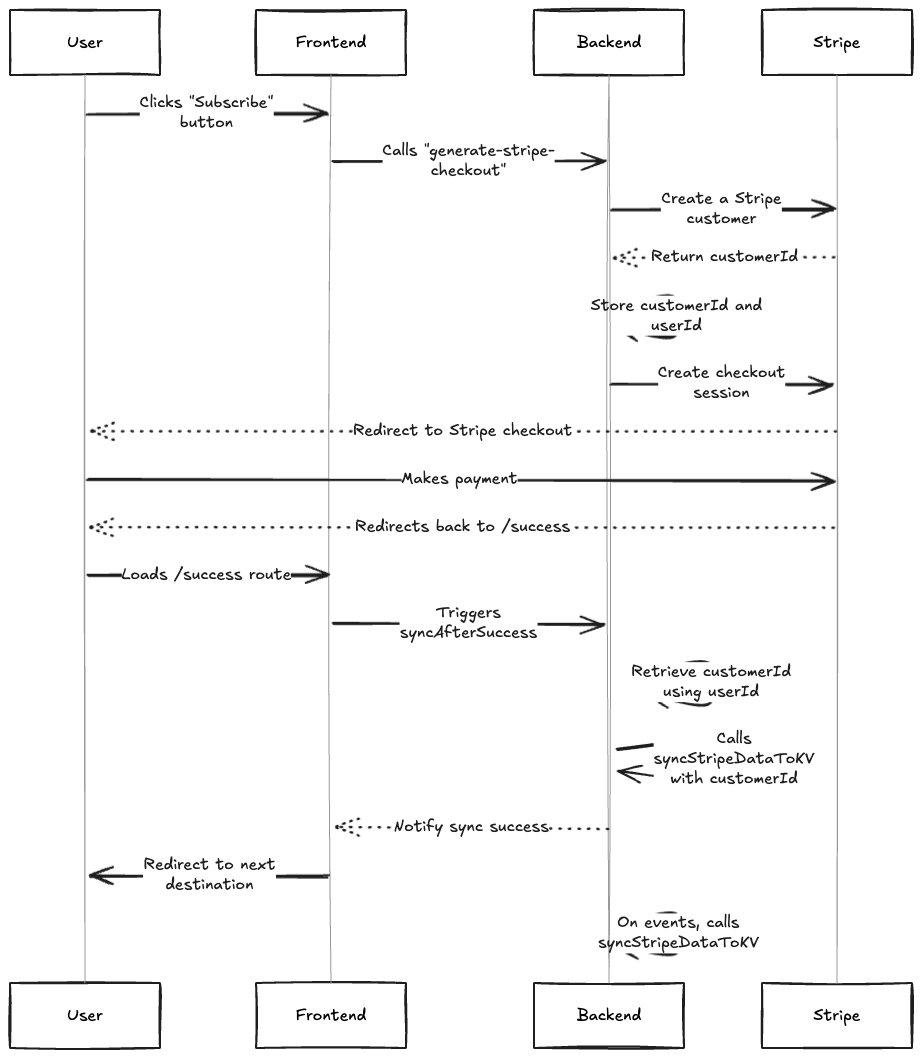 User
Frontend
Backend
Stripe
Clicks "Subscribe"
button
Calls "generate-stripe-
checkout"
Create a Stripe
customer
Return customerId
Store customerId and
userId
Create checkout
session
Redirect to Stripe checkout
Makes payment
Redirects back to /success
Loads /success route
Triggers
syncAfterSuccess
Retrieve customerId
using userId
Calls
syncStripeDataToKV
with customerId
Notify sync success
Redirect to next
destination
On events, calls
syncStripeDataToKV
User
Frontend
Backend
Stripe